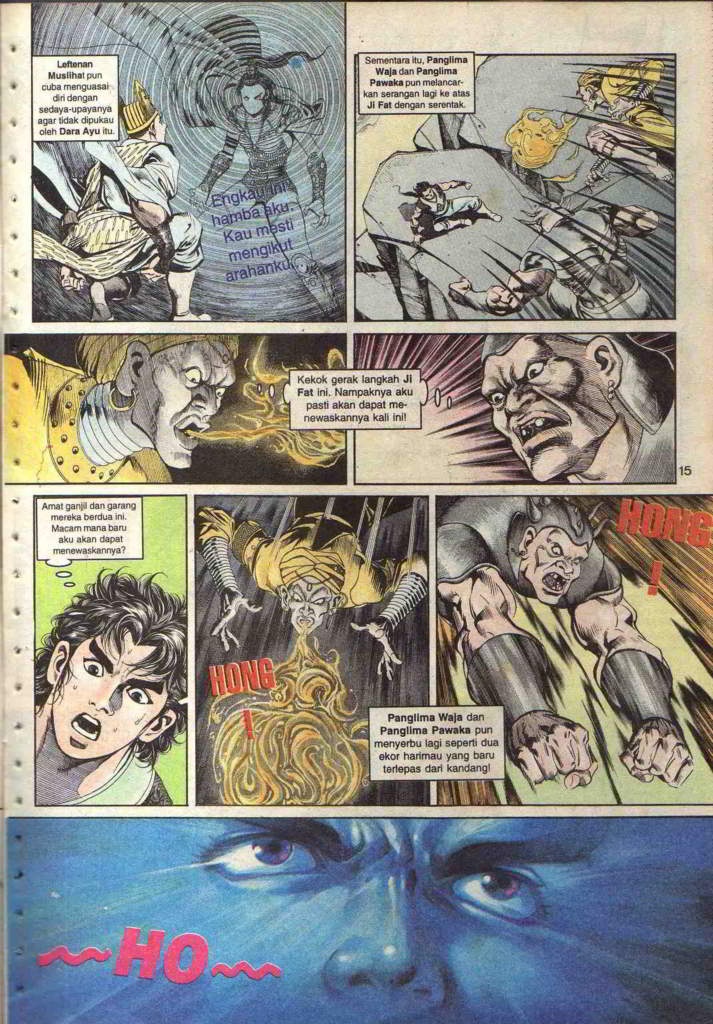 Leftenan
Muslihat pun
cuba menguasai
diri dengan
sedaya-upayanya
agar tidak dipukau
oleh Dara Ayu itu.
Engkau ini
hamba aku.
Kau mesti
mengikut
arahanku.
Sementara itu, Panglima
Waja dan Panglima
Pawaka pun melancar-
kan serangan lagi ke atas
Ji Fat dengan serentak.
Kekok gerak langkah Ji
Fat ini. Nampaknya aku
pasti akan dapat me-
newaskannya kali ini!
15
Amat ganjil dan garang
mereka berdua ini.
Macam mana baru
aku akan dapat
menewaskannya?
HONG
!
HONG
!
Panglima Waja dan
Panglima Pawaka pun
menyerbu lagi seperti dua
ekor harimau yang baru
terlepas dari kandang!
~HO~